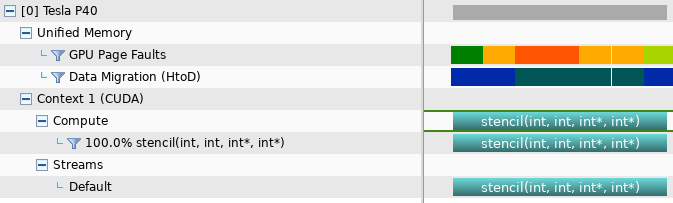 [0] Tesla P40
Unified Memory
GPU Page Faults
Data Migration (HtoD)
Context 1 (CUDA)
Compute stencil(int, int, int*, int*)
100.0% stencil(int, int, int*, int*) stencil(int, int, int*, int*)
Streams
Default stencil(int, int, int*, int*)